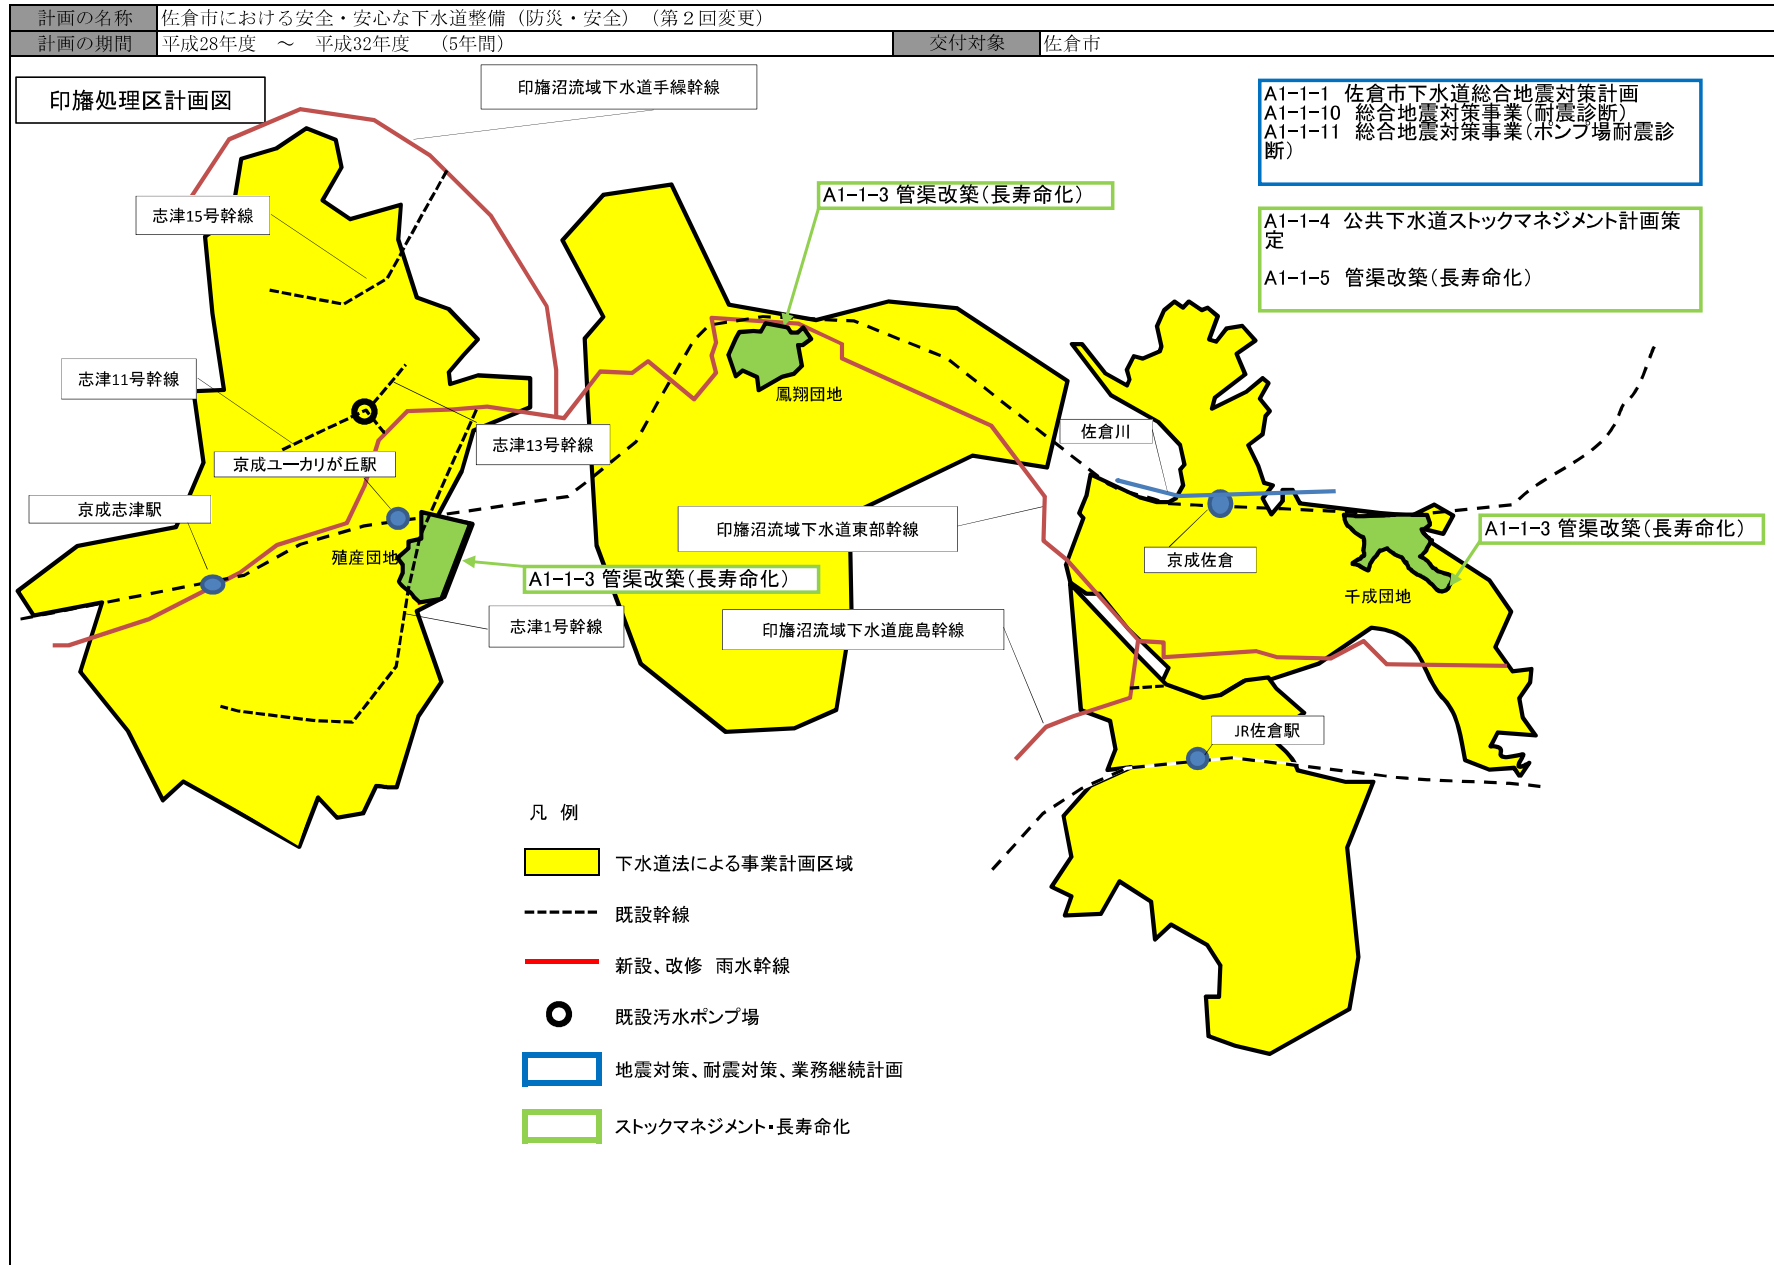 計画の名称 佐倉市における安全・安心な下水道整備（防災・安全）（第２回変更）
計画の期間 平成28年度　～　平成32年度　（5年間） 交付対象 佐倉市
印旛処理区計画図
印旛沼流域下水道手繰幹線
A1-1-1 佐倉市下水道総合地震対策計画
A1-1-10 総合地震対策事業（耐震診断）
A1-1-11 総合地震対策事業（ポンプ場耐震診
断）
A1-1-3 管渠改築（長寿命化）
志津15号幹線
A1-1-4 公共下水道ストックマネジメント計画策
定
A1-1-5 管渠改築（長寿命化）
志津11号幹線
鳳翔団地
佐倉川
志津13号幹線
京成ユーカリが丘駅
京成志津駅
印旛沼流域下水道東部幹線
A1-1-3 管渠改築（長寿命化）
殖産団地
京成佐倉
A1-1-3 管渠改築（長寿命化）
千成団地
志津1号幹線
印旛沼流域下水道鹿島幹線
JR佐倉駅
凡 例
下水道法による事業計画区域
既設幹線
新設、改修 雨水幹線
既設汚水ポンプ場
地震対策、耐震対策、業務継続計画
ストックマネジメント・長寿命化